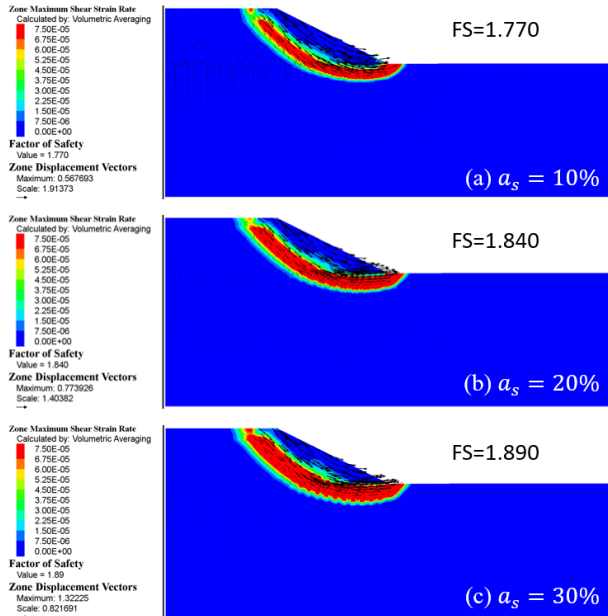 Zone Maximum Shear Strain Rate
Calculated by: Volumetric Averaging
7.50E-05
6.75E-05
6.00E-05
5.25E-05
4.50E-05
3.75E-05
3.00E-05
2.25E-05
1.50E-05
7.50E-06
0.00E+00
Factor of Safety
Value = 1.770
Zone Displacement Vectors
Maximum: 0.567693
Scale: 1.91373
FS=1.770
(a) a_s = 10%
Zone Maximum Shear Strain Rate
Calculated by: Volumetric Averaging
7.50E-05
6.75E-05
6.00E-05
5.25E-05
4.50E-05
3.75E-05
3.00E-05
2.25E-05
1.50E-05
7.50E-06
0.00E+00
Factor of Safety
Value = 1.840
Zone Displacement Vectors
Maximum: 0.773926
Scale: 1.40382
FS=1.840
(b) a_s = 20%
Zone Maximum Shear Strain Rate
Calculated by: Volumetric Averaging
7.50E-05
6.75E-05
6.00E-05
5.25E-05
4.50E-05
3.75E-05
3.00E-05
2.25E-05
1.50E-05
7.50E-06
0.00E+00
Factor of Safety
Value = 1.89
Zone Displacement Vectors
Maximum: 1.32225
Scale: 0.821691
FS=1.890
(c) a_s = 30%